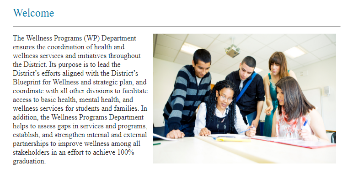 Welcome
The Wellness Programs (WP) Department
ensures the coordination of health and
wellness services and initiatives throughout
the District. Its purpose is to lead the
District's efforts aligned with the District's
Blueprint for Wellness and strategic plan, and
coordinate with all other divisions to facilitate
access to basic health, mental health, and
wellness services for students and families. In
addition, the Wellness Programs Department
helps to assess gaps in services and programs,
establish, and strengthen internal and external
partnerships to improve wellness among all
stakeholders in an effort to achieve 100%
graduation.